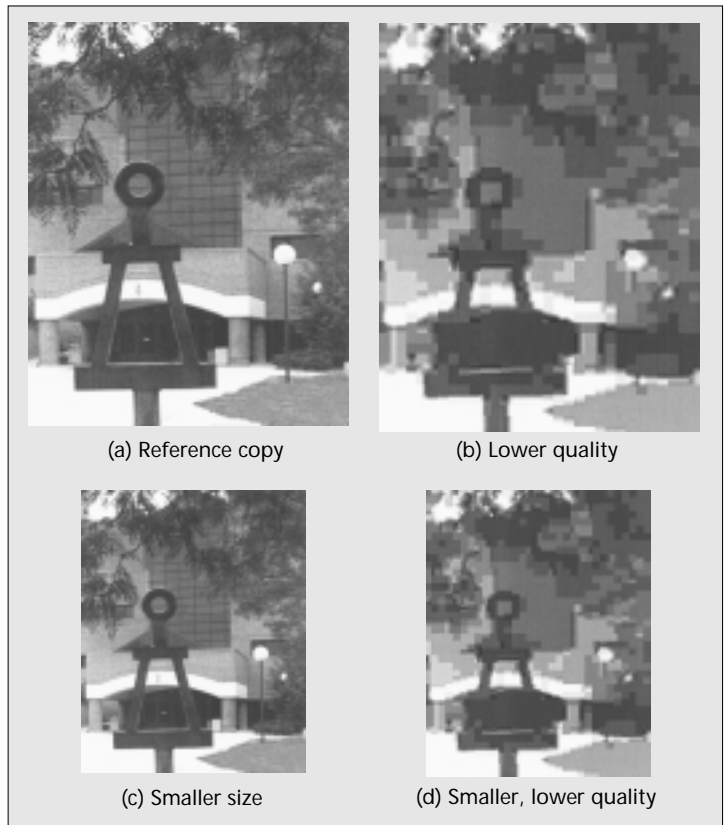 (a) Reference copy
(b) Lower quality
(c) Smaller size
(d) Smaller, lower quality